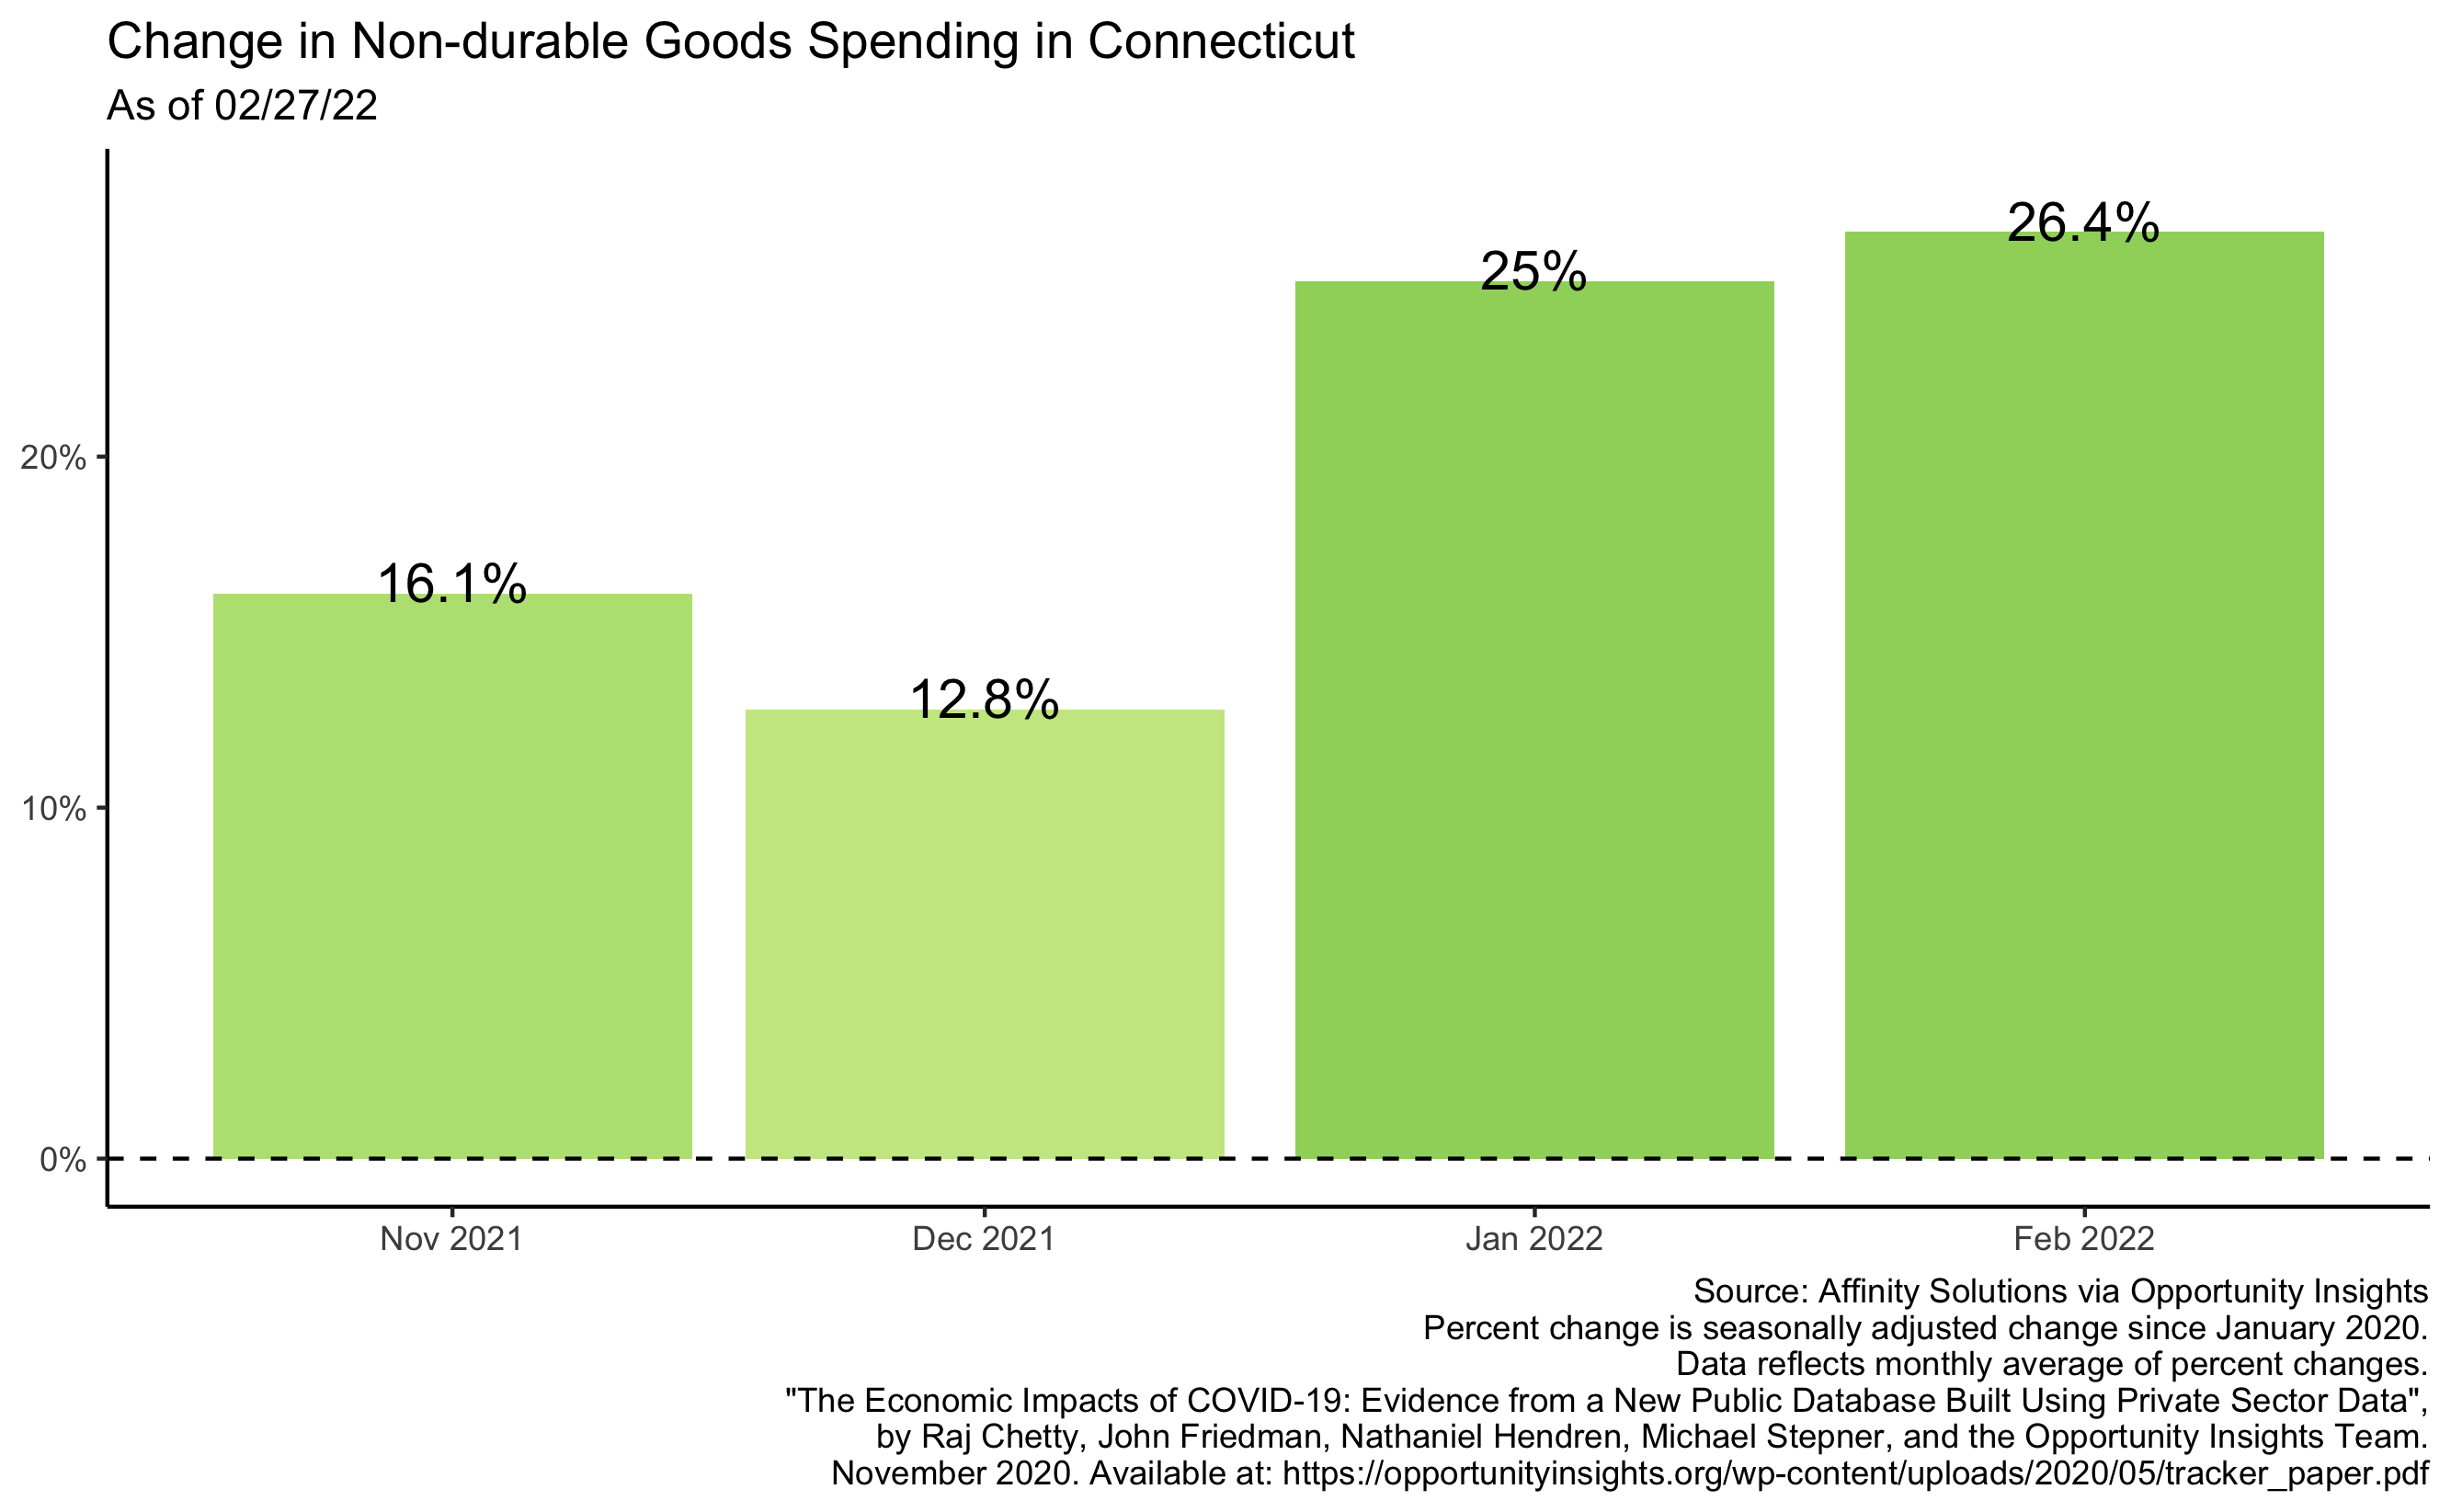 Change in Non-durable Goods Spending in Connecticut
As of 02/27/22
26.4%
25%
20%
16.1%
12.8%
10%
0%
Nov 2021
Dec 2021
Jan 2022
Feb 2022
Source: Affinity Solutions via Opportunity Insights
Percent change is seasonally adjusted change since January 2020.
Data reflects monthly average of percent changes.
"The Economic Impacts of COVID-19: Evidence from a New Public Database Built Using Private Sector Data",
by Raj Chetty, John Friedman, Nathaniel Hendren, Michael Stepner, and the Opportunity Insights Team.
November 2020. Available at: https://opportunityinsights.org/wp-content/uploads/2020/05/tracker_paper.pdf